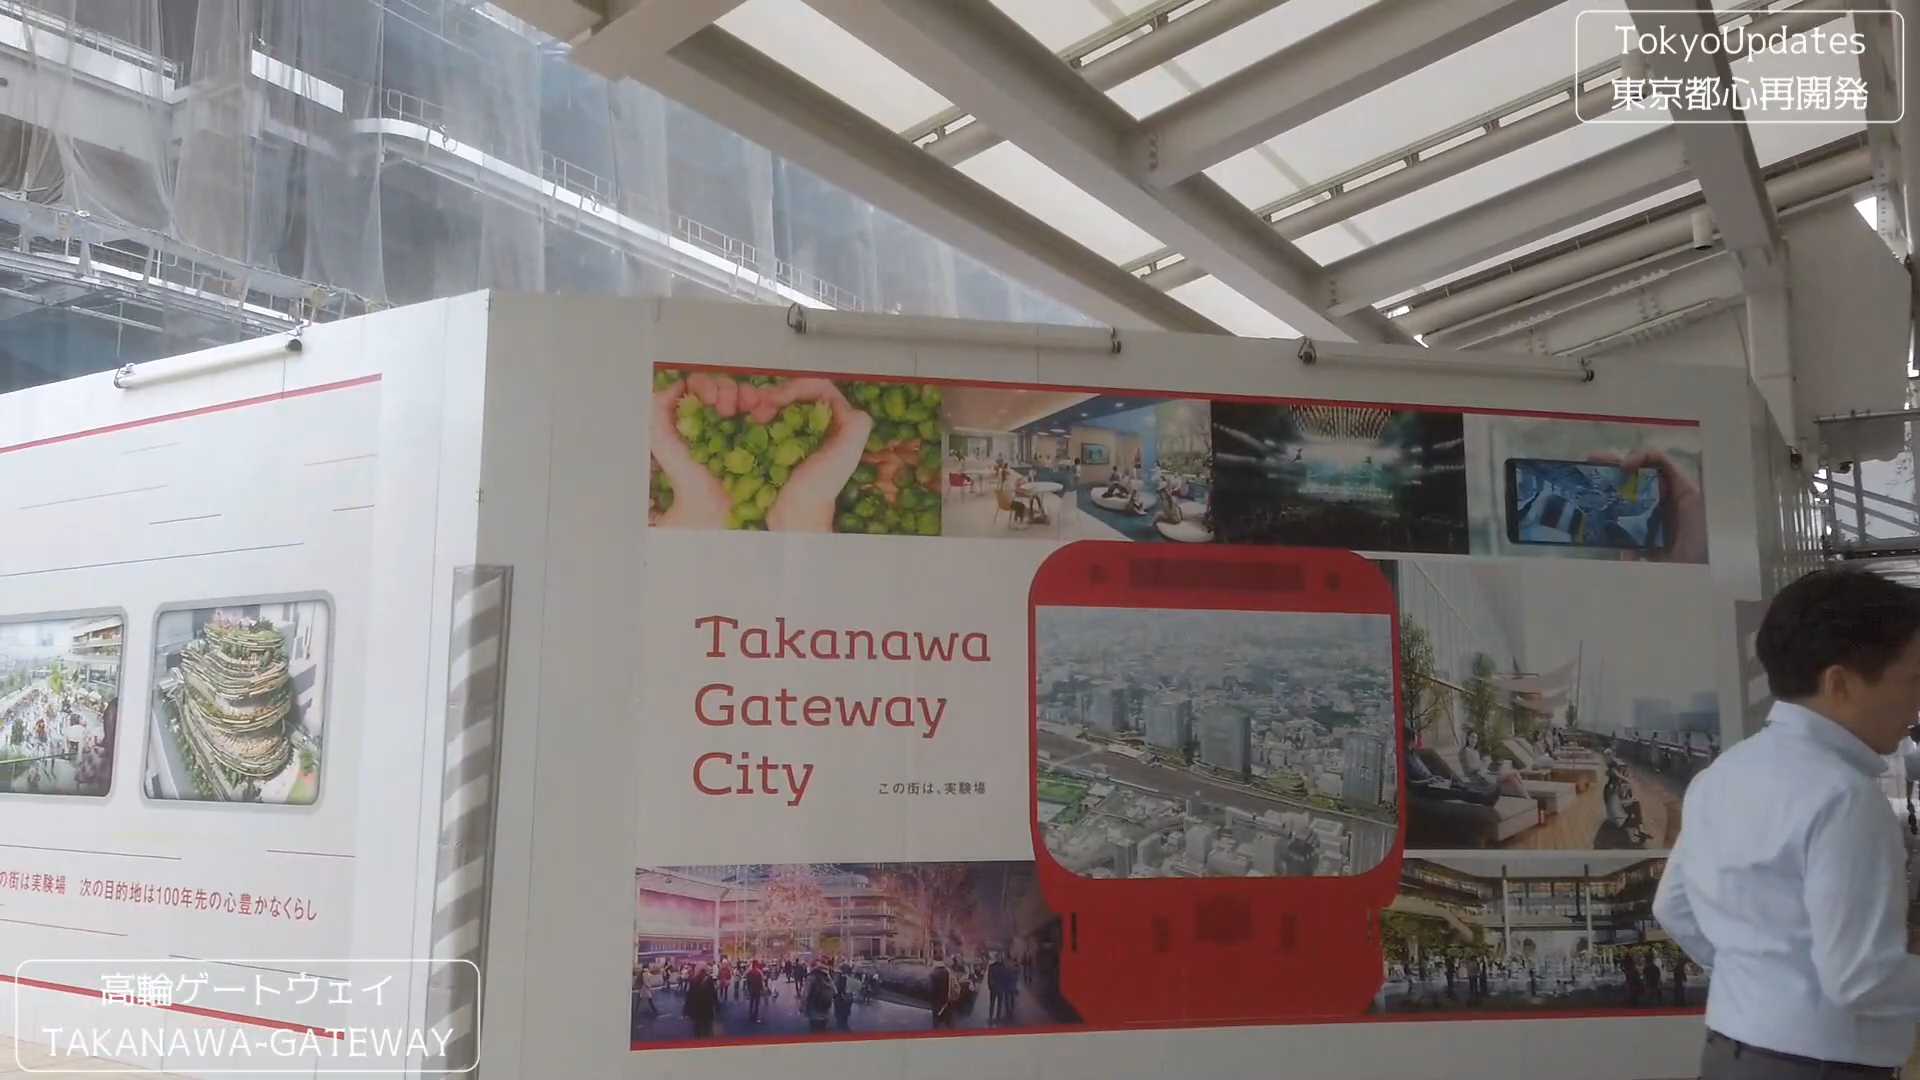 TokyoUpdates
東京都心再開発
Takanawa
Gateway
City
この街は、実験場
の街は実験場 次の目的地は100年先の心豊かなくらし
高輪ゲートウェイ
TAKANAWA-GATEWAY